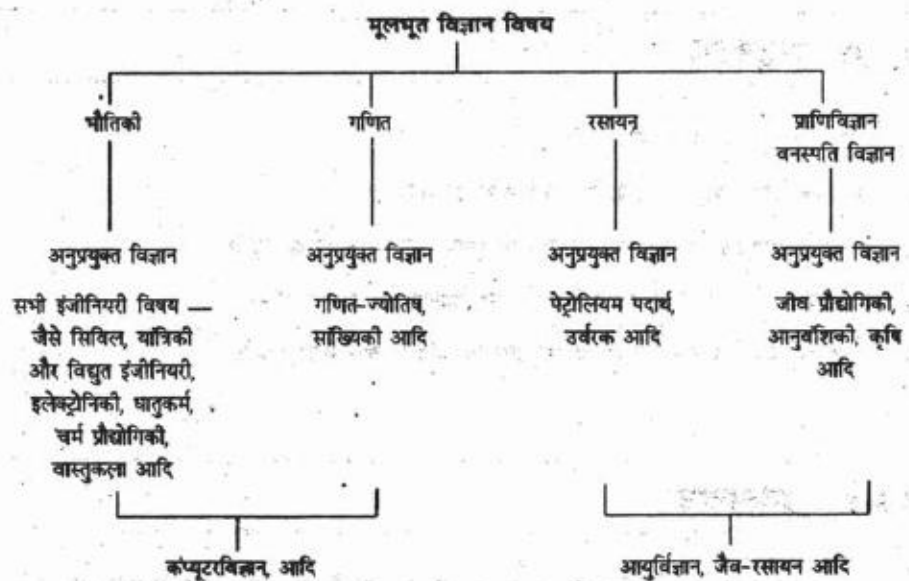 मूलभूत विज्ञान विषय
भौतिकी
गणित
रसायन
प्राणिविज्ञान
वनस्पति विज्ञान
अनुप्रयुक्त विज्ञान
सभी इंजीनियरी विषय —
जैसे सिविल, यांत्रिकी
और विद्युत इंजीनियरी,
इलेक्ट्रोनिकी, धातुकर्म,
चर्म प्रौद्योगिकी,
वास्तुकला आदि
अनुप्रयुक्त विज्ञान
गणित-ज्योतिष,
सांख्यिकी आदि
अनुप्रयुक्त विज्ञान
पेट्रोलियम पदार्थ,
उर्वरक आदि
अनुप्रयुक्त विज्ञान
जीव प्रौद्योगिकी,
आनुवंशिकी, कृषि
आदि
कंप्यूटरविज्ञान, आदि
आयुर्विज्ञान, जैव-रसायन आदि